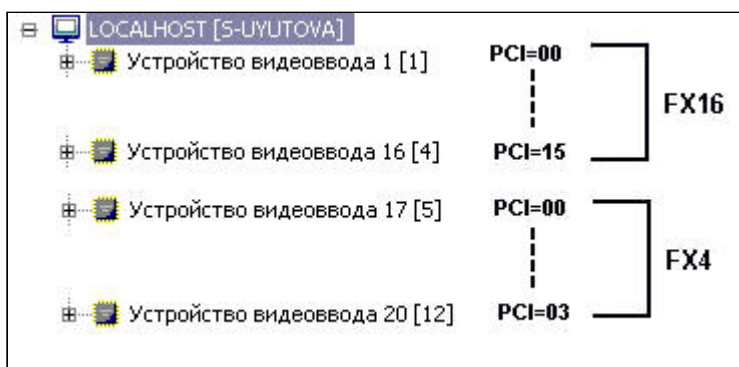 LOCALHOST [S-UYUTOVA]
Устройство видеоввода 1 [1] PCI=00
FX16
Устройство видеоввода 16 [4] PCI=15
Устройство видеоввода 17 [5] PCI=00
FX4
Устройство видеоввода 20 [12] PCI=03